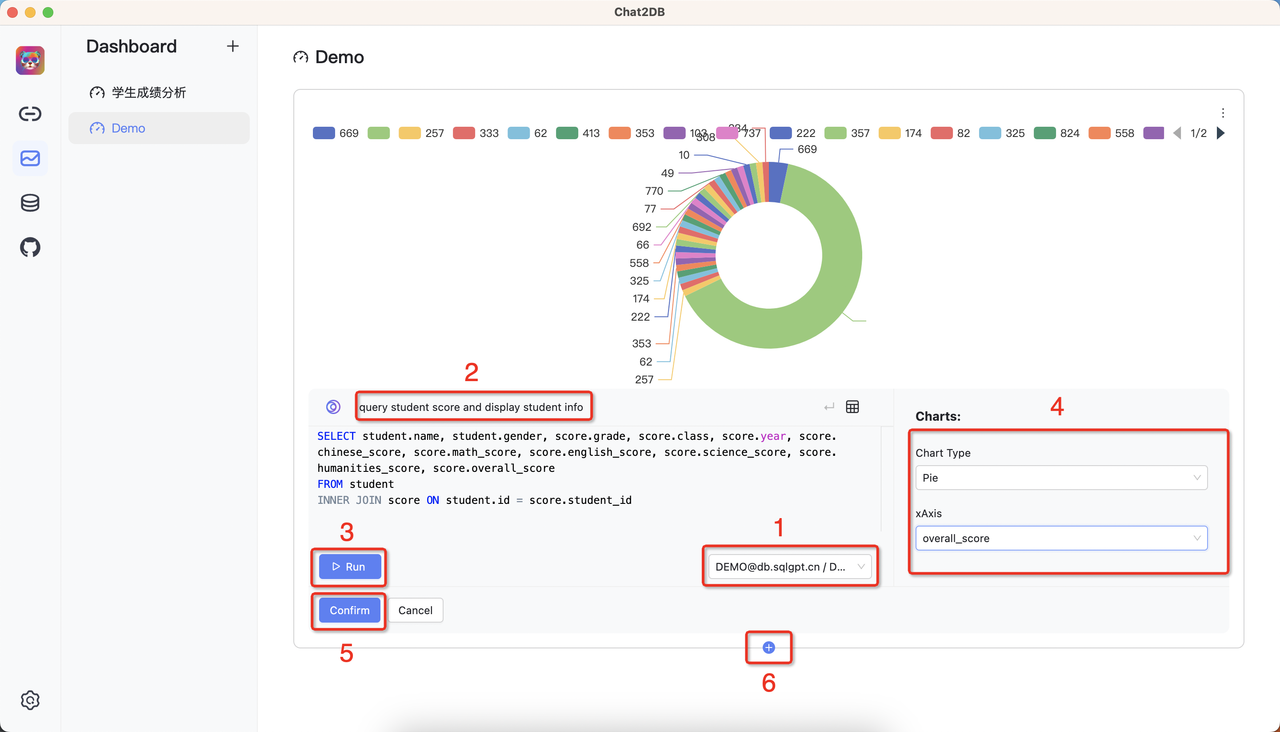 Chat2DB
Dashboard
学生成绩分析
Demo
Demo
669 257 333 62 413 353 103 737 222 357 174 82 325 824 558 1/2
308
669
10
49
770
77
692
66
558
325
174
222
353
62
257
2
query student score and display student info
SELECT student.name, student.gender, score.grade, score.class, score.year, score.
chinese_score, score.math_score, score.english_score, score.science_score, score.
humanities_score, score.overall_score
FROM student
INNER JOIN score ON student.id = score.student_id
3
Run
1
DEMO@db.sqlgpt.cn / D...
Confirm
Cancel
5
6
4
Charts:
Chart Type
Pie
xAxis
overall_score